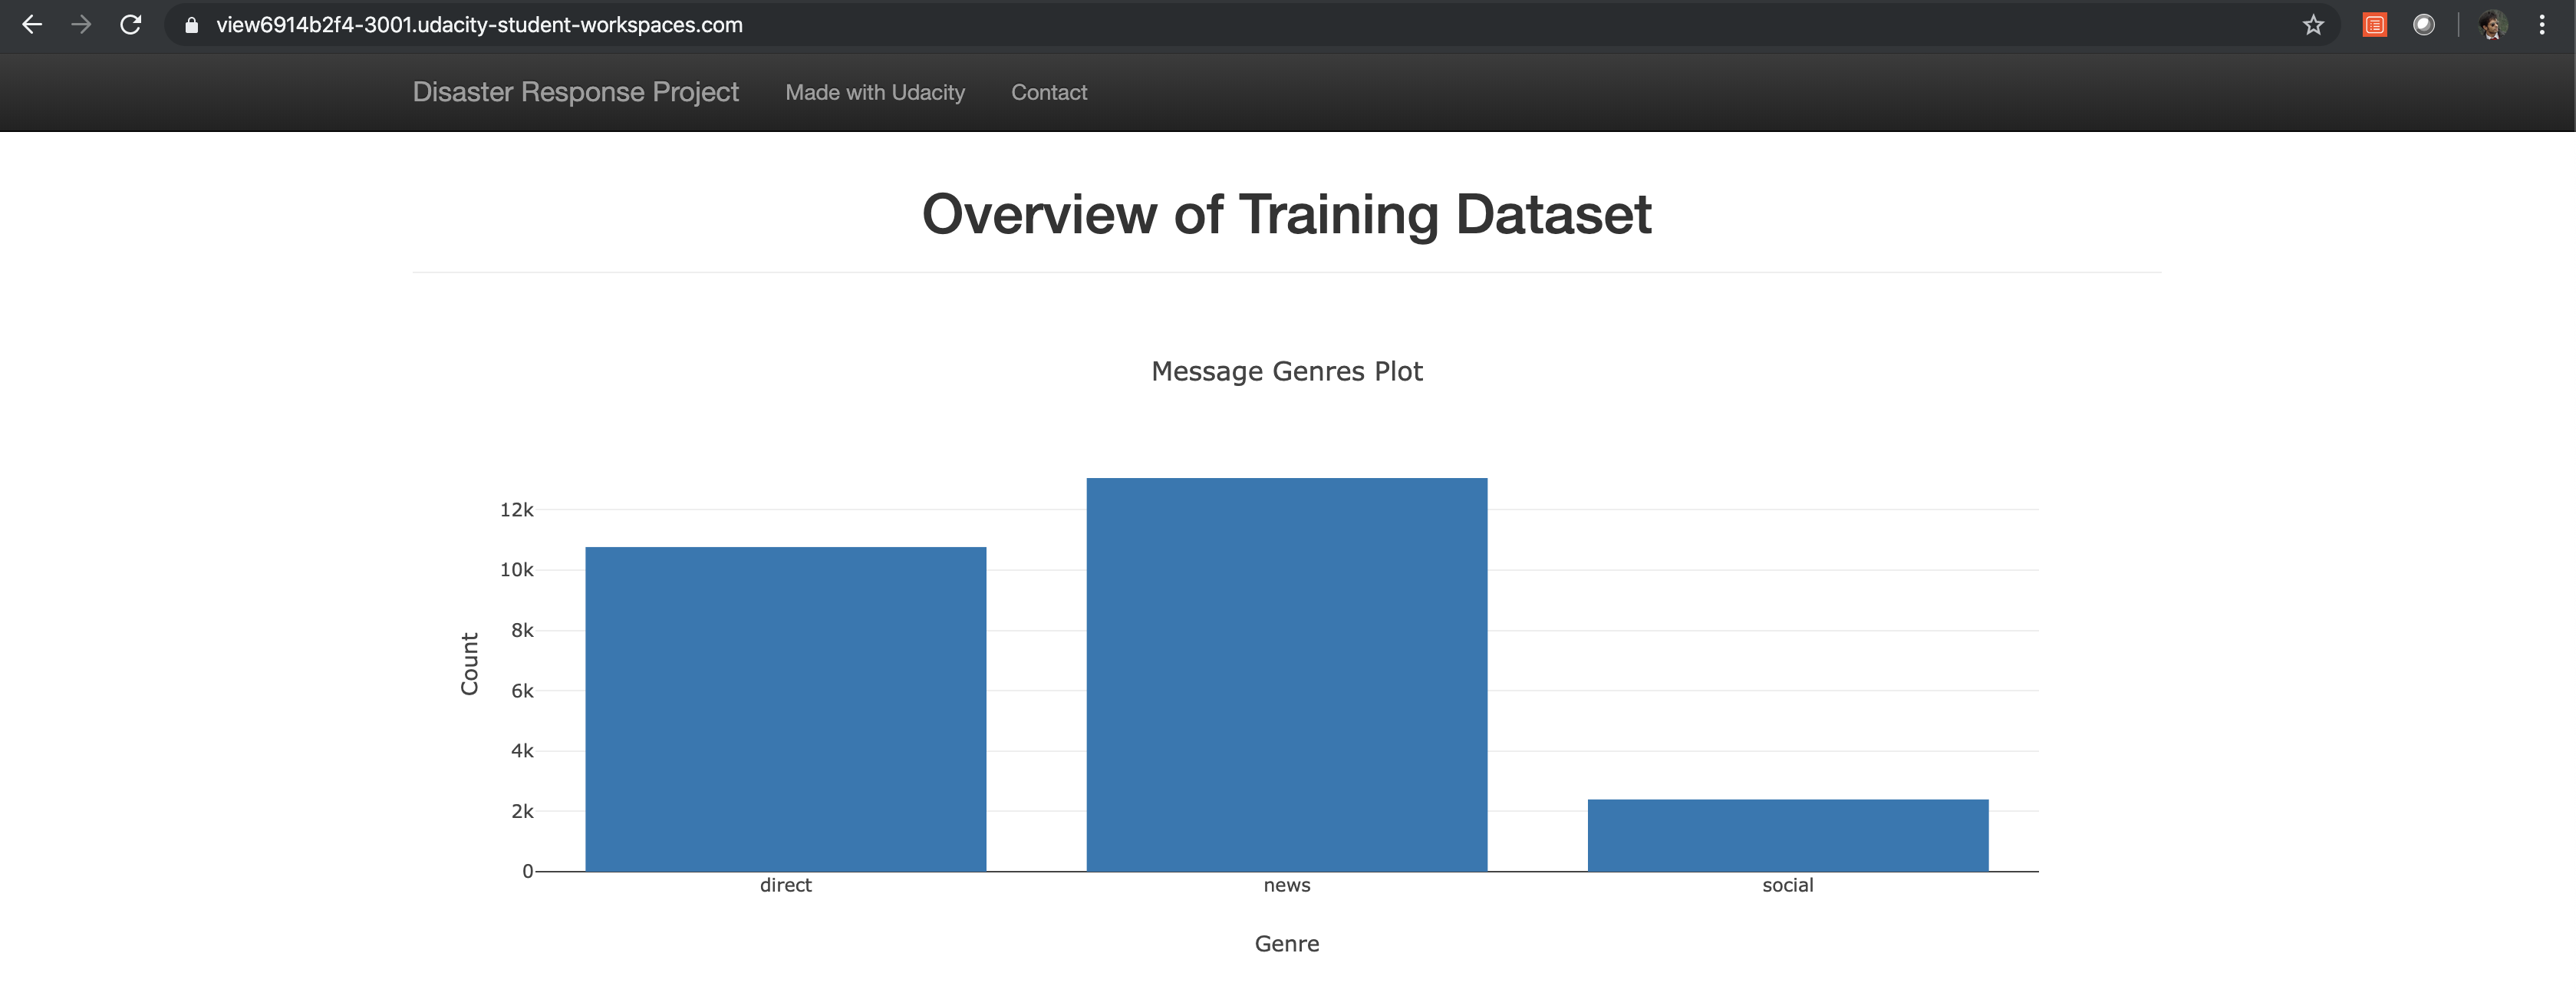 view6914b2f4-3001.udacity-student-workspaces.com
Disaster Response Project Made with Udacity Contact
Overview of Training Dataset
Message Genres Plot
12k
10k
8k
6k
4k
2k
0
Count
direct news social
Genre